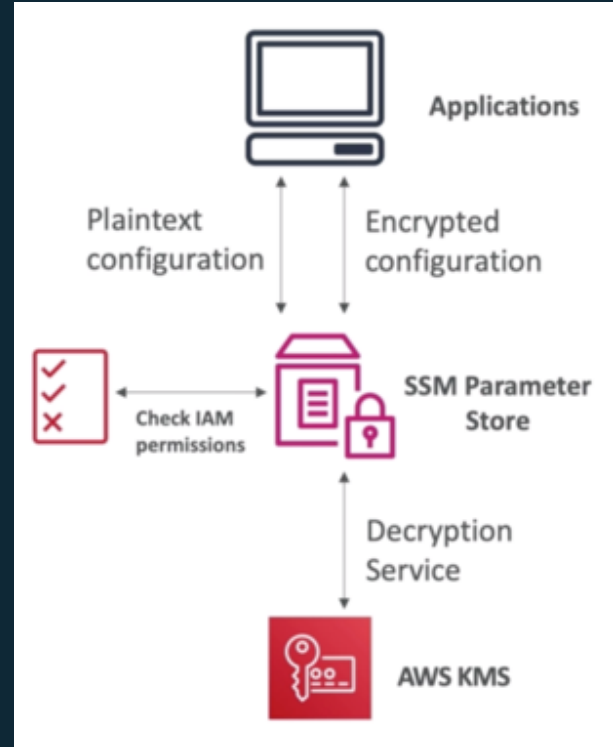 Applications
Plaintext
configuration
Encrypted
configuration
Check IAM
permissions
SSM Parameter
Store
Decryption
Service
AWS KMS